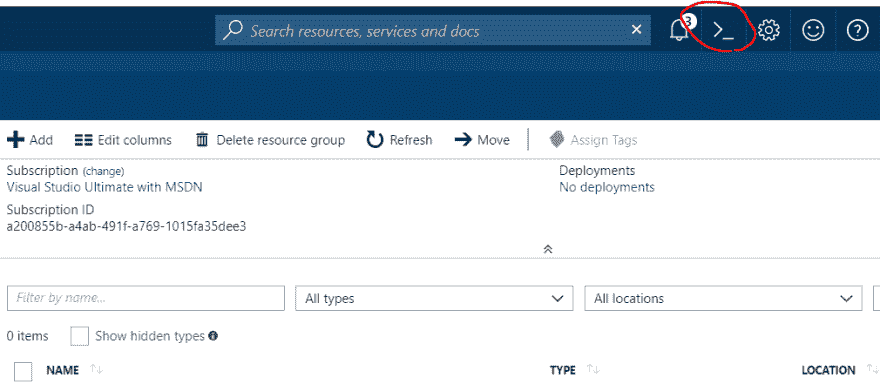 Search resources, services and docs
3
Add Edit columns Delete resource group Refresh Move Assign Tags
Subscription (change) Deployments
Visual Studio Ultimate with MSDN No deployments
Subscription ID
a200855b-a4ab-491f-a769-1015fa35dee3
Filter by name... All types All locations
0 items Show hidden types
NAME TYPE LOCATION